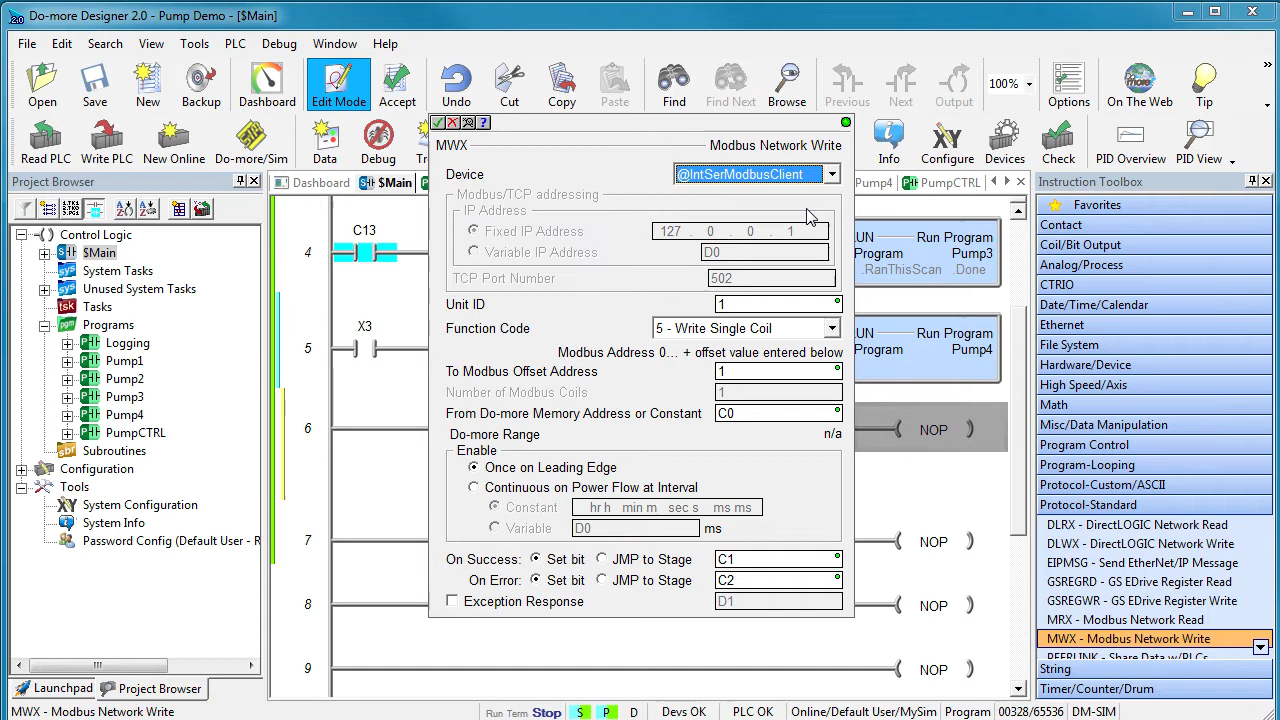 Do-more Designer 2.0 - Pump Demo - [$Main]
File Edit Search View Tools PLC Debug Window Help
Open Save New Backup Dashboard Edit Mode Accept Undo Cut Copy Paste Find Find Next Browse Previous Next Output 100% Options On The Web Tip
Read PLC Write PLC New Online Do-more/Sim Data Debug Info Configure Devices Check PID Overview PID View
Project Browser
Control Logic
$Main
System Tasks
Unused System Tasks
Tasks
Programs
Logging
Pump1
Pump2
Pump3
Pump4
PumpCTRL
Subroutines
Configuration
Tools
System Configuration
System Info
Password Config (Default User - R
Launchpad Project Browser
Dashboard $Main Pump4 PumpCTRL
4 C13
UN Run Program
Program Pump3
.RanThisScan .Done
5 X3
UN Run Program
Program Pump4
6 NOP
7 NOP
8 NOP
9 NOP
MWX Modbus Network Write
Device @IntSerModbusClient
Modbus/TCP addressing
IP Address
Fixed IP Address 127 . 0 . 0 . 1
Variable IP Address D0
TCP Port Number 502
Unit ID 1
Function Code 5 - Write Single Coil
Modbus Address 0... + offset value entered below
To Modbus Offset Address 1
Number of Modbus Coils 1
From Do-more Memory Address or Constant C0
Do-more Range n/a
Enable
Once on Leading Edge
Continuous on Power Flow at Interval
Constant hr h min m sec s ms ms
Variable D0 ms
On Success: Set bit JMP to Stage C1
On Error: Set bit JMP to Stage C2
Exception Response D1
Instruction Toolbox
Favorites
Contact
Coil/Bit Output
Analog/Process
CTRIO
Date/Time/Calendar
Ethernet
File System
Hardware/Device
High Speed/Axis
Math
Misc/Data Manipulation
Program Control
Program-Looping
Protocol-Custom/ASCII
Protocol-Standard
DLRX - DirectLOGIC Network Read
DLWX - DirectLOGIC Network Write
EIPMSG - Send EtherNet/IP Message
GSREGRD - GS EDrive Register Read
GSREGWR - GS EDrive Register Write
MRX - Modbus Network Read
MWX - Modbus Network Write
PEERLINK - Share Data w/PLCs
String
Timer/Counter/Drum
MWX - Modbus Network Write Run Term Stop S P D Devs OK PLC OK Online/Default User/MySim Program 00328/65536 DM-SIM